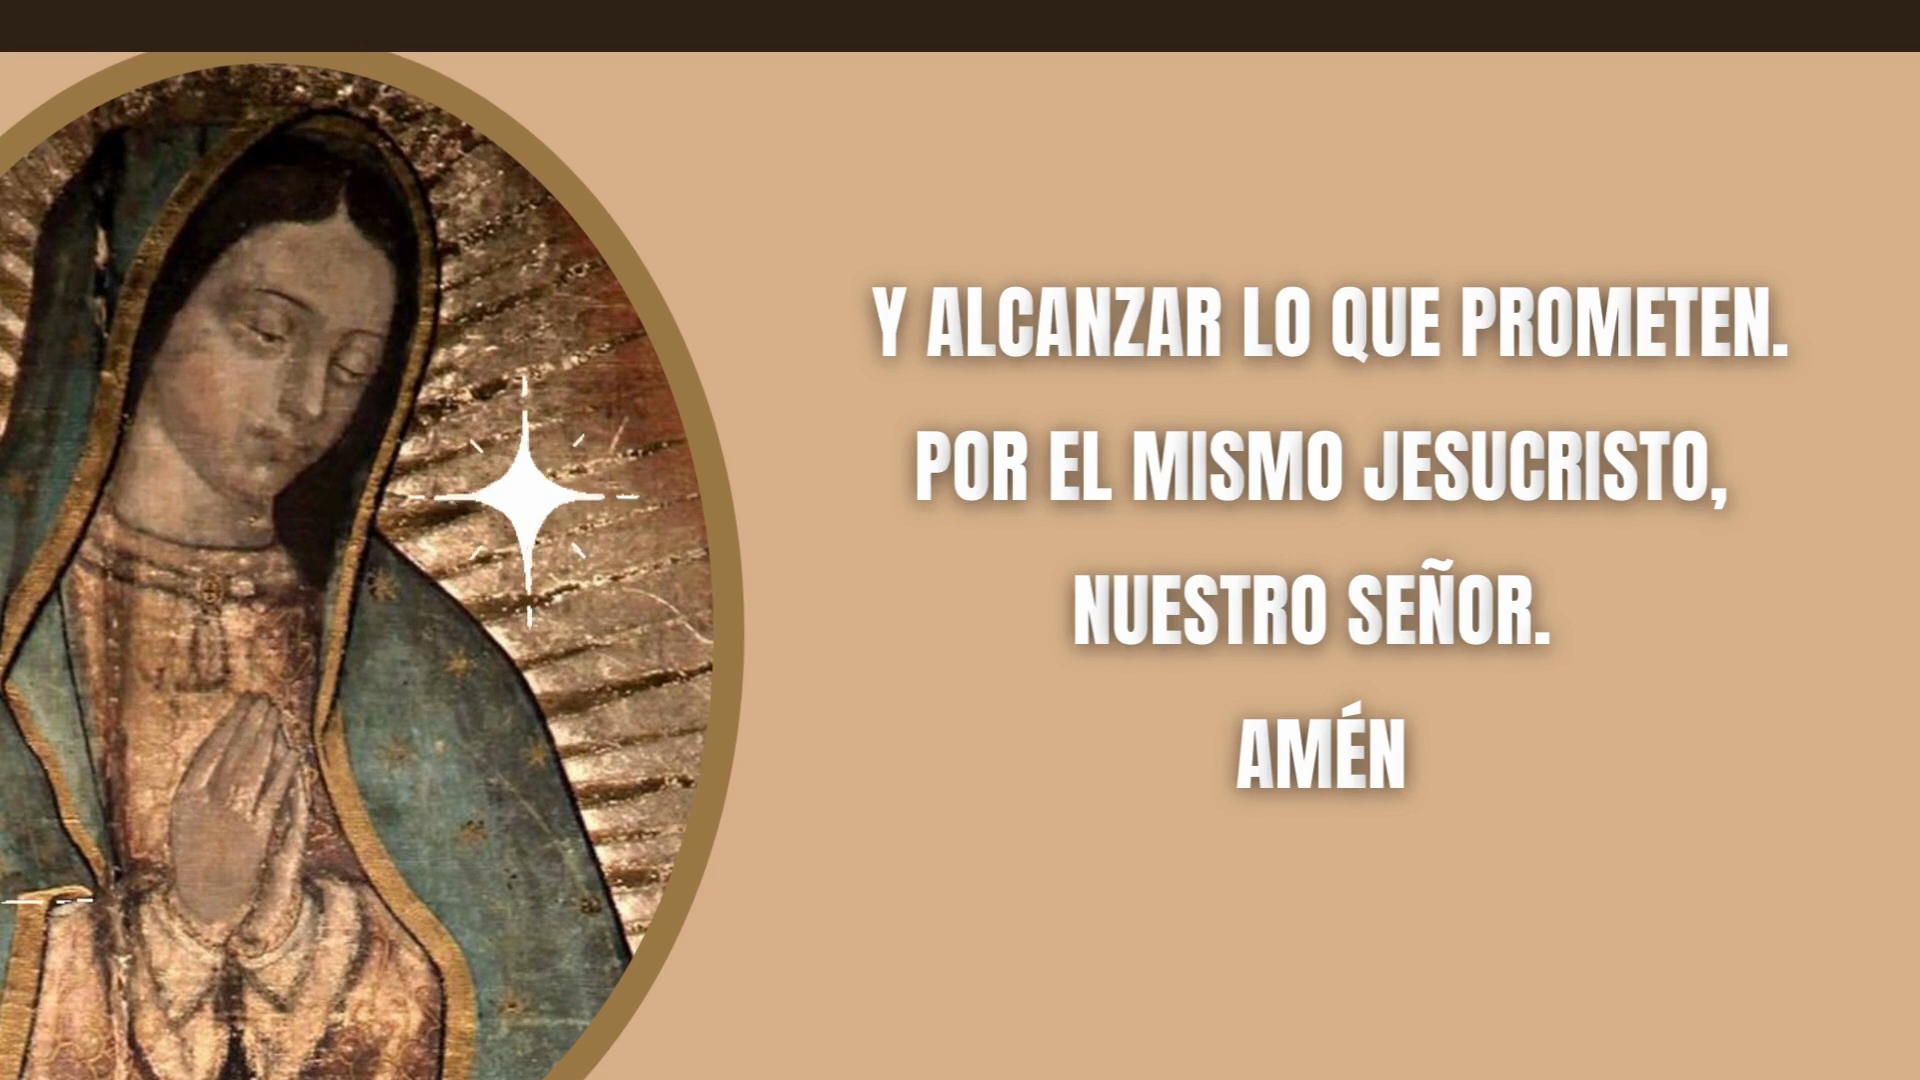 Y ALCANZAR LO QUE PROMETEN.
POR EL MISMO JESUCRISTO,
NUESTRO SEÑOR.
AMÉN